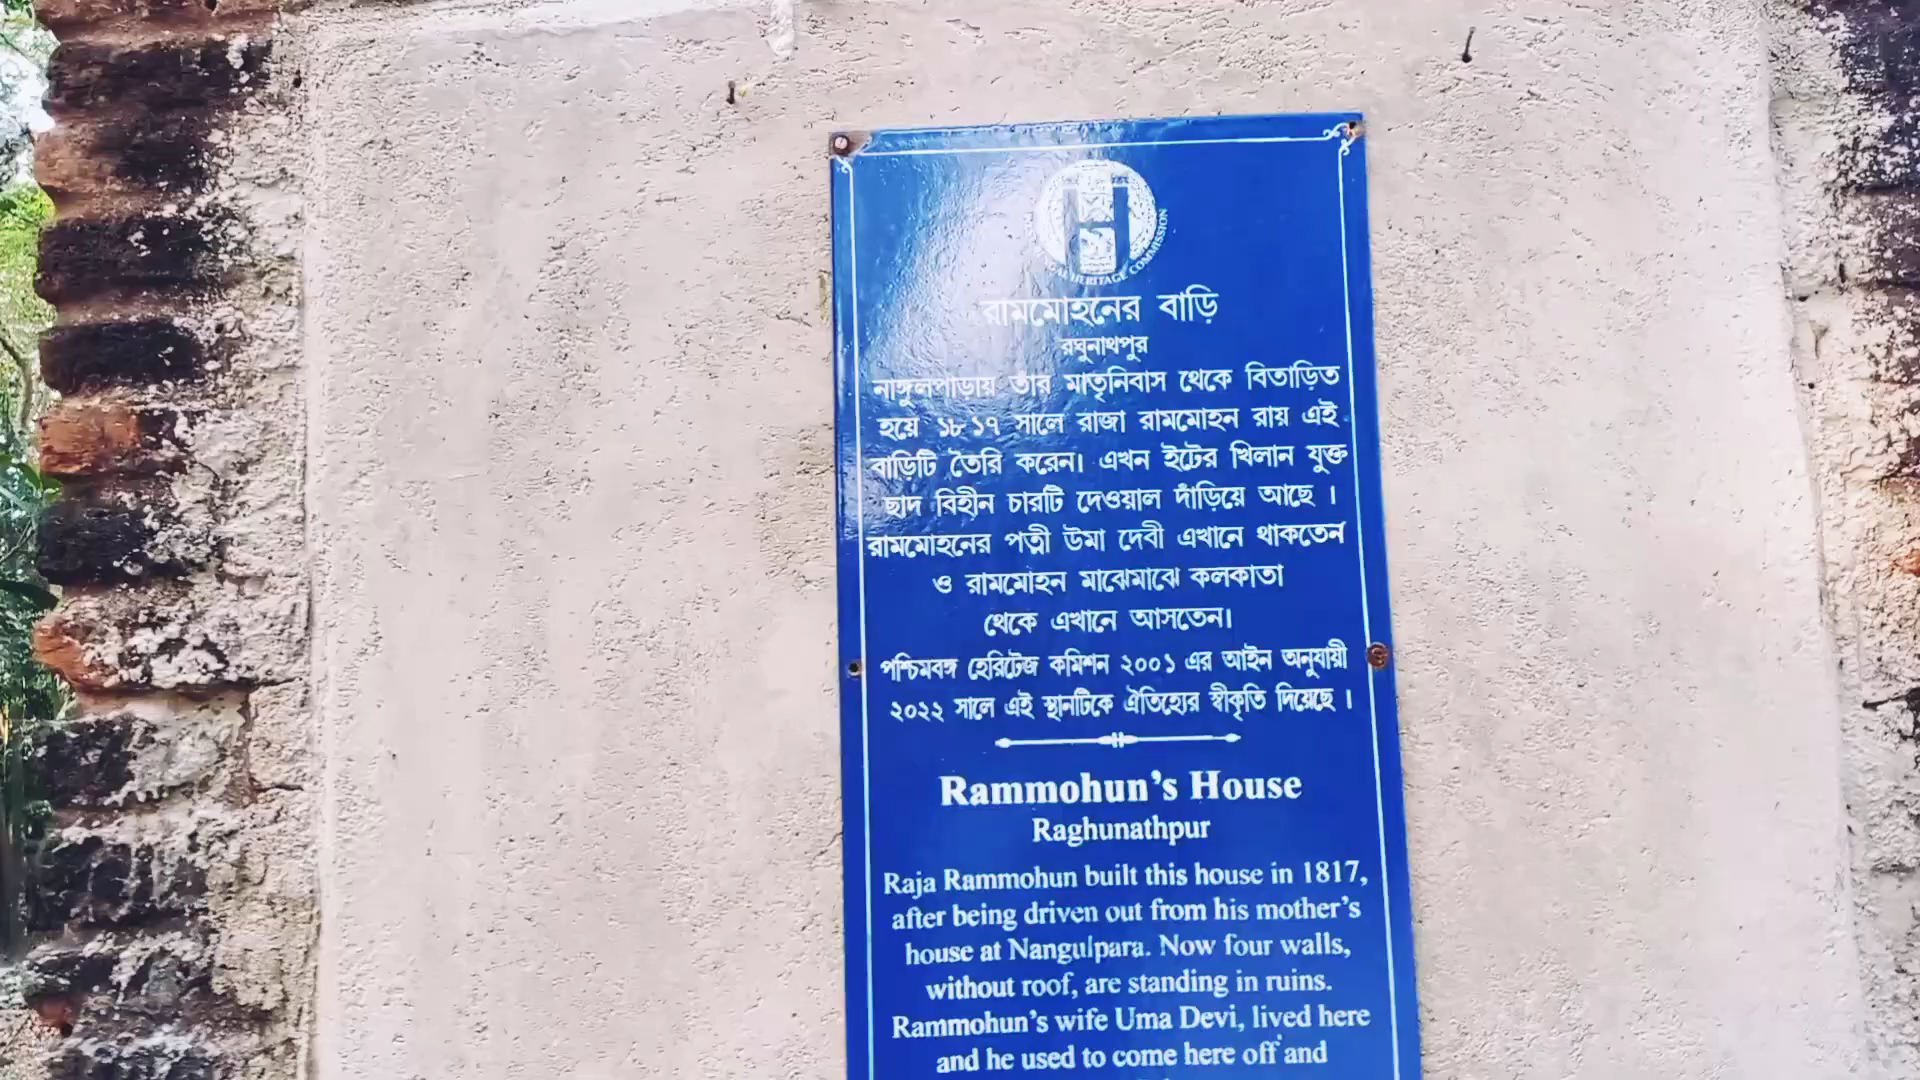 HERITAGE COMMISSION
রামমোহনের বাড়ি
রঘুনাথপুর
নাঙ্গুলপাড়ায় তাঁর মাতৃনিবাস থেকে বিতাড়িত
হয়ে ১৮১৭ সালে রাজা রামমোহন রায় এই
বাড়িটি তৈরি করেন। এখন ইটের খিলান যুক্ত
ছাদ বিহীন চারটি দেওয়াল দাঁড়িয়ে আছে ।
রামমোহনের পত্নী উমা দেবী এখানে থাকতেন
ও রামমোহন মাঝেমাঝে কলকাতা
থেকে এখানে আসতেন।
পশ্চিমবঙ্গ হেরিটেজ কমিশন ২০০১ এর আইন অনুযায়ী
২০২২ সালে এই স্থানটিকে ঐতিহ্যের স্বীকৃতি দিয়েছে ।
Rammohun's House
Raghunathpur
Raja Rammohun built this house in 1817,
after being driven out from his mother's
house at Nangulpara. Now four walls,
without roof, are standing in ruins.
Rammohun's wife Uma Devi, lived here
and he used to come here off and